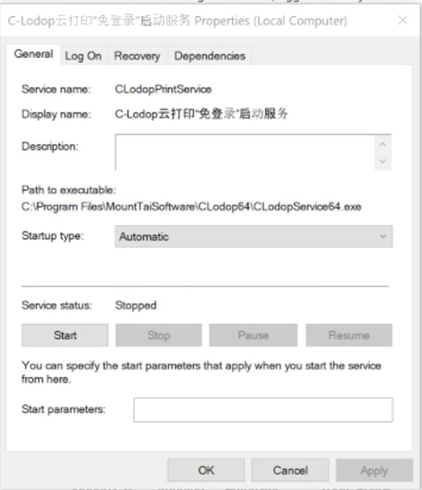 C-Lodop云打印"免登录"启动服务 Properties (Local Computer)
General Log On Recovery Dependencies
Service name: CLodopPrintService
Display name: C-Lodop云打印"免登录"启动服务
Description:
Path to executable:
C:\Program Files\MountTaiSoftware\CLodop64\CLodopService64.exe
Startup type: Automatic
Service status: Stopped
Start Stop Pause Resume
You can specify the start parameters that apply when you start the service
from here.
Start parameters:
OK Cancel Apply